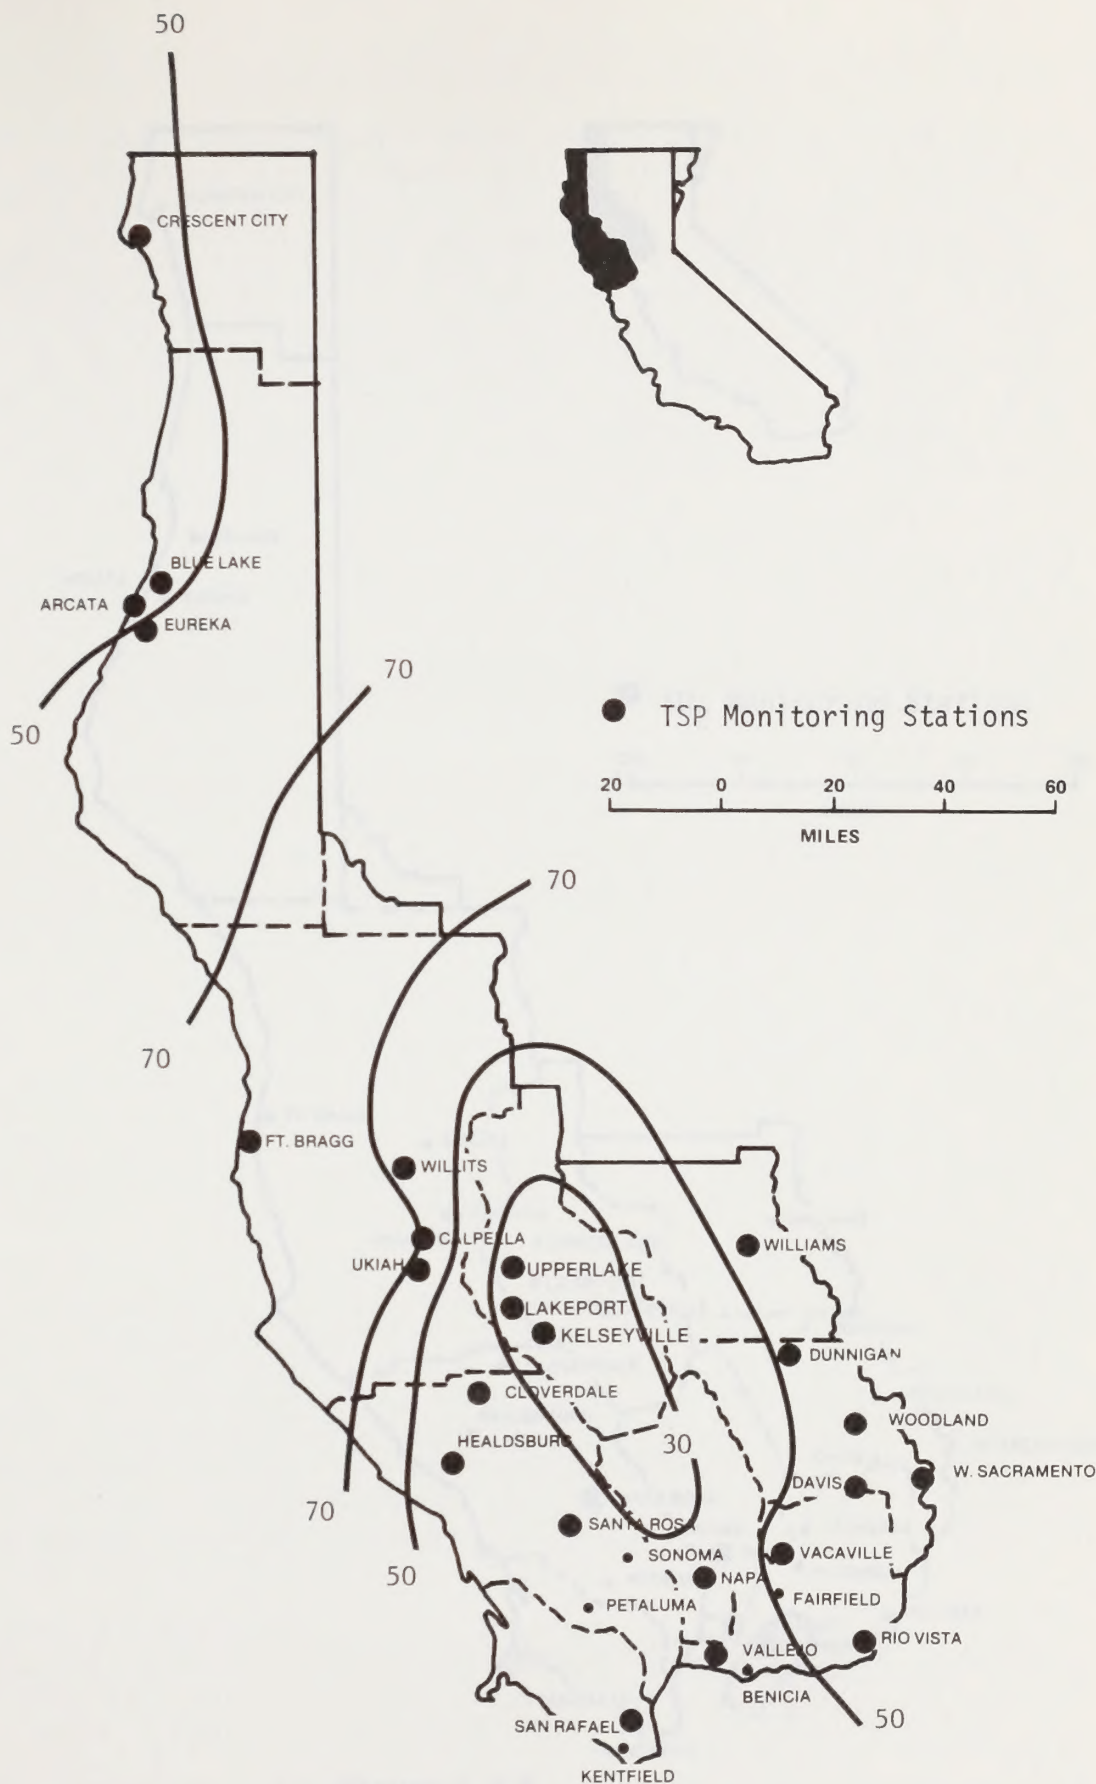 50
CRESCENT CITY
BLUE LAKE
ARCATA
EUREKA
70
50
TSP Monitoring Stations
20 0 20 40 60
MILES
70
70
FT. BRAGG
WILLITS
CALPELLA
WILLIAMS
UKIAH
UPPERLAKE
LAKEPORT
KELSEYVILLE
DUNNIGAN
CLOVERDALE
WOODLAND
HEALDSBURG
30
W. SACRAMENTO
DAVIS
70
SANTA ROSA
SONOMA
VACAVILLE
50
NAPA
FAIRFIELD
PETALUMA
RIO VISTA
VALLEJO
BENICIA
50
SAN RAFAEL
KENTFIELD